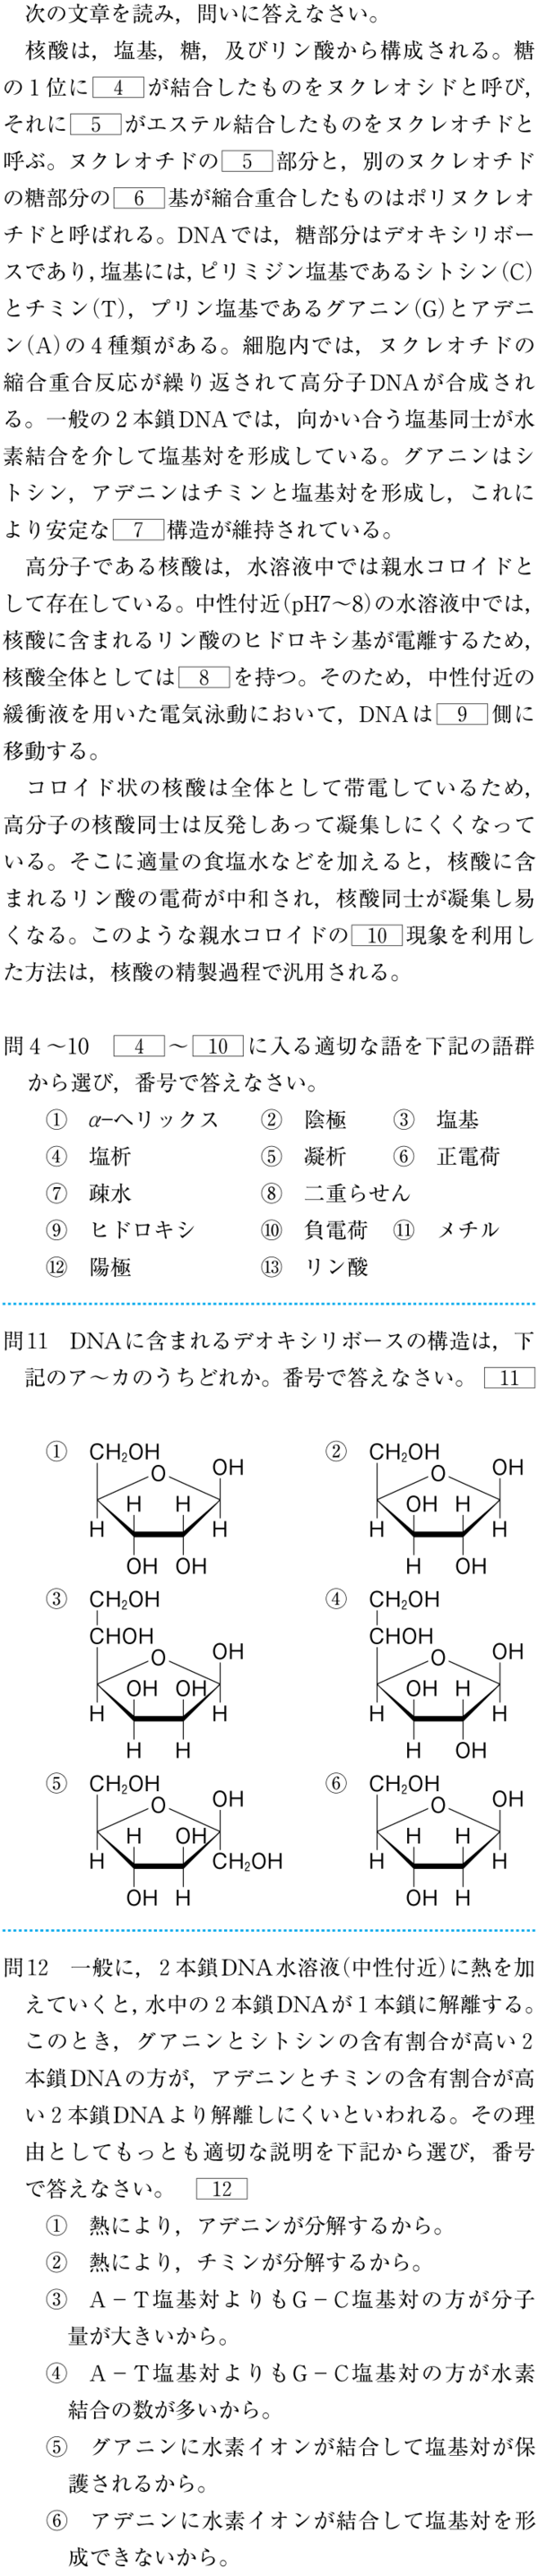 次の文章を読み，問いに答えなさい。
核酸は，塩基，糖，及びリン酸から構成される。糖
の1位に 4 が結合したものをヌクレオシドと呼び，
それに 5 がエステル結合したものをヌクレオチドと
呼ぶ。ヌクレオチドの 5 部分と，別のヌクレオチド
の糖部分の 6 基が縮合重合したものはポリヌクレオ
チドと呼ばれる。DNAでは，糖部分はデオキシリボー
スであり，塩基には，ピリミジン塩基であるシトシン(C)
とチミン(T)，プリン塩基であるグアニン(G)とアデニ
ン(A)の4種類がある。細胞内では，ヌクレオチドの
縮合重合反応が繰り返されて高分子DNAが合成され
る。一般の2本鎖DNAでは，向かい合う塩基同士が水
素結合を介して塩基対を形成している。グアニンはシ
トシン，アデニンはチミンと塩基対を形成し，これに
より安定な 7 構造が維持されている。
高分子である核酸は，水溶液中では親水コロイドと
して存在している。中性付近(pH7～8)の水溶液中では，
核酸に含まれるリン酸のヒドロキシ基が電離するため，
核酸全体としては 8 を持つ。そのため，中性付近の
緩衝液を用いた電気泳動において，DNAは 9 側に
移動する。
コロイド状の核酸は全体として帯電しているため，
高分子の核酸同士は反発しあって凝集しにくくなって
いる。そこに適量の食塩水などを加えると，核酸に含
まれるリン酸の電荷が中和され，核酸同士が凝集し易
くなる。このような親水コロイドの 10 現象を利用し
た方法は，核酸の精製過程で汎用される。
問4～10 4 ～ 10 に入る適切な語を下記の語群
から選び，番号で答えなさい。
① α-ヘリックス ② 陰極 ③ 塩基
④ 塩析 ⑤ 凝析 ⑥ 正電荷
⑦ 疎水 ⑧ 二重らせん
⑨ ヒドロキシ ⑩ 負電荷 ⑪ メチル
⑫ 陽極 ⑬ リン酸
問11 DNAに含まれるデオキシリボースの構造は，下
記のア～カのうちどれか。番号で答えなさい。 11
① CH₂OH O OH H H H H OH OH
② CH₂OH O OH OH H H H H OH
③ CH₂OH CHOH O OH OH OH H H H H
④ CH₂OH CHOH O OH OH H H H H OH
⑤ CH₂OH O OH H OH H CH₂OH OH H
⑥ CH₂OH O OH H H H H OH H
問12 一般に，2本鎖DNA水溶液(中性付近)に熱を加
えていくと，水中の2本鎖DNAが1本鎖に解離する。
このとき，グアニンとシトシンの含有割合が高い2
本鎖DNAの方が，アデニンとチミンの含有割合が高
い2本鎖DNAより解離しにくいといわれる。その理
由としてもっとも適切な説明を下記から選び，番号
で答えなさい。 12
① 熱により，アデニンが分解するから。
② 熱により，チミンが分解するから。
③ A－T塩基対よりもG－C塩基対の方が分子
量が大きいから。
④ A－T塩基対よりもG－C塩基対の方が水素
結合の数が多いから。
⑤ グアニンに水素イオンが結合して塩基対が保
護されるから。
⑥ アデニンに水素イオンが結合して塩基対を形
成できないから。